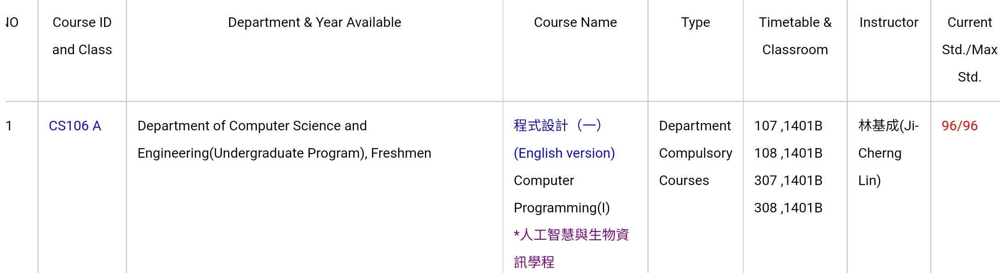 NO
Course ID
and Class
Department & Year Available
Course Name
Type
Timetable &
Classroom
Instructor
Current
Std./Max
Std.
1
CS106 A
Department of Computer Science and
Engineering(Undergraduate Program), Freshmen
程式設計（一）
(English version)
Computer
Programming(I)
*人工智慧與生物資
訊學程
Department
Compulsory
Courses
107 ,1401B
108 ,1401B
307 ,1401B
308 ,1401B
林基成(Ji-
Cherng
Lin)
96/96